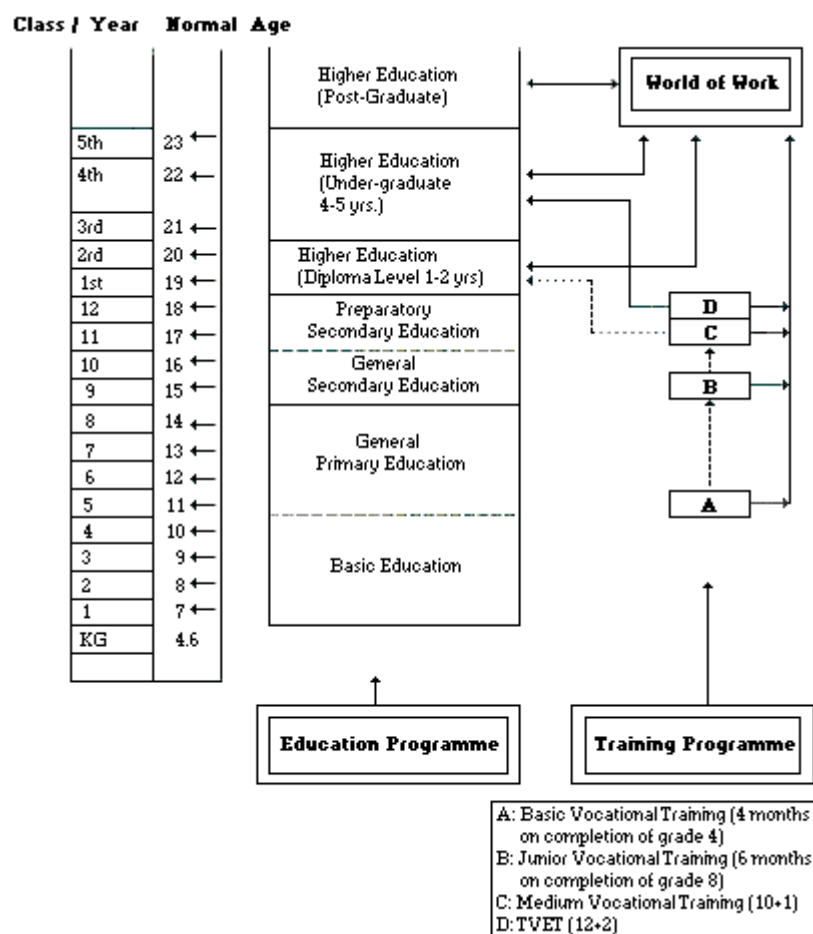 Class / Year Normal Age
Higher Education
(Post-Graduate)
World of Work
5th 23
4th 22
Higher Education
(Under-graduate
4-5 yrs.)
3rd 21
2rd 20
Higher Education
(Diploma Level 1-2 yrs)
1st 19
12 18
Preparatory
Secondary Education
D
11 17
C
10 16
General
Secondary Education
B
9 15
8 14
7 13
General
Primary Education
6 12
5 11
A
4 10
3 9
Basic Education
2 8
1 7
KG 4.6
Education Programme
Training Programme
A: Basic Vocational Training (4 months
on completion of grade 4)
B: Junior Vocational Training (6 months
on completion of grade 8)
C: Medium Vocational Training (10+1)
D: TVET (12+2)